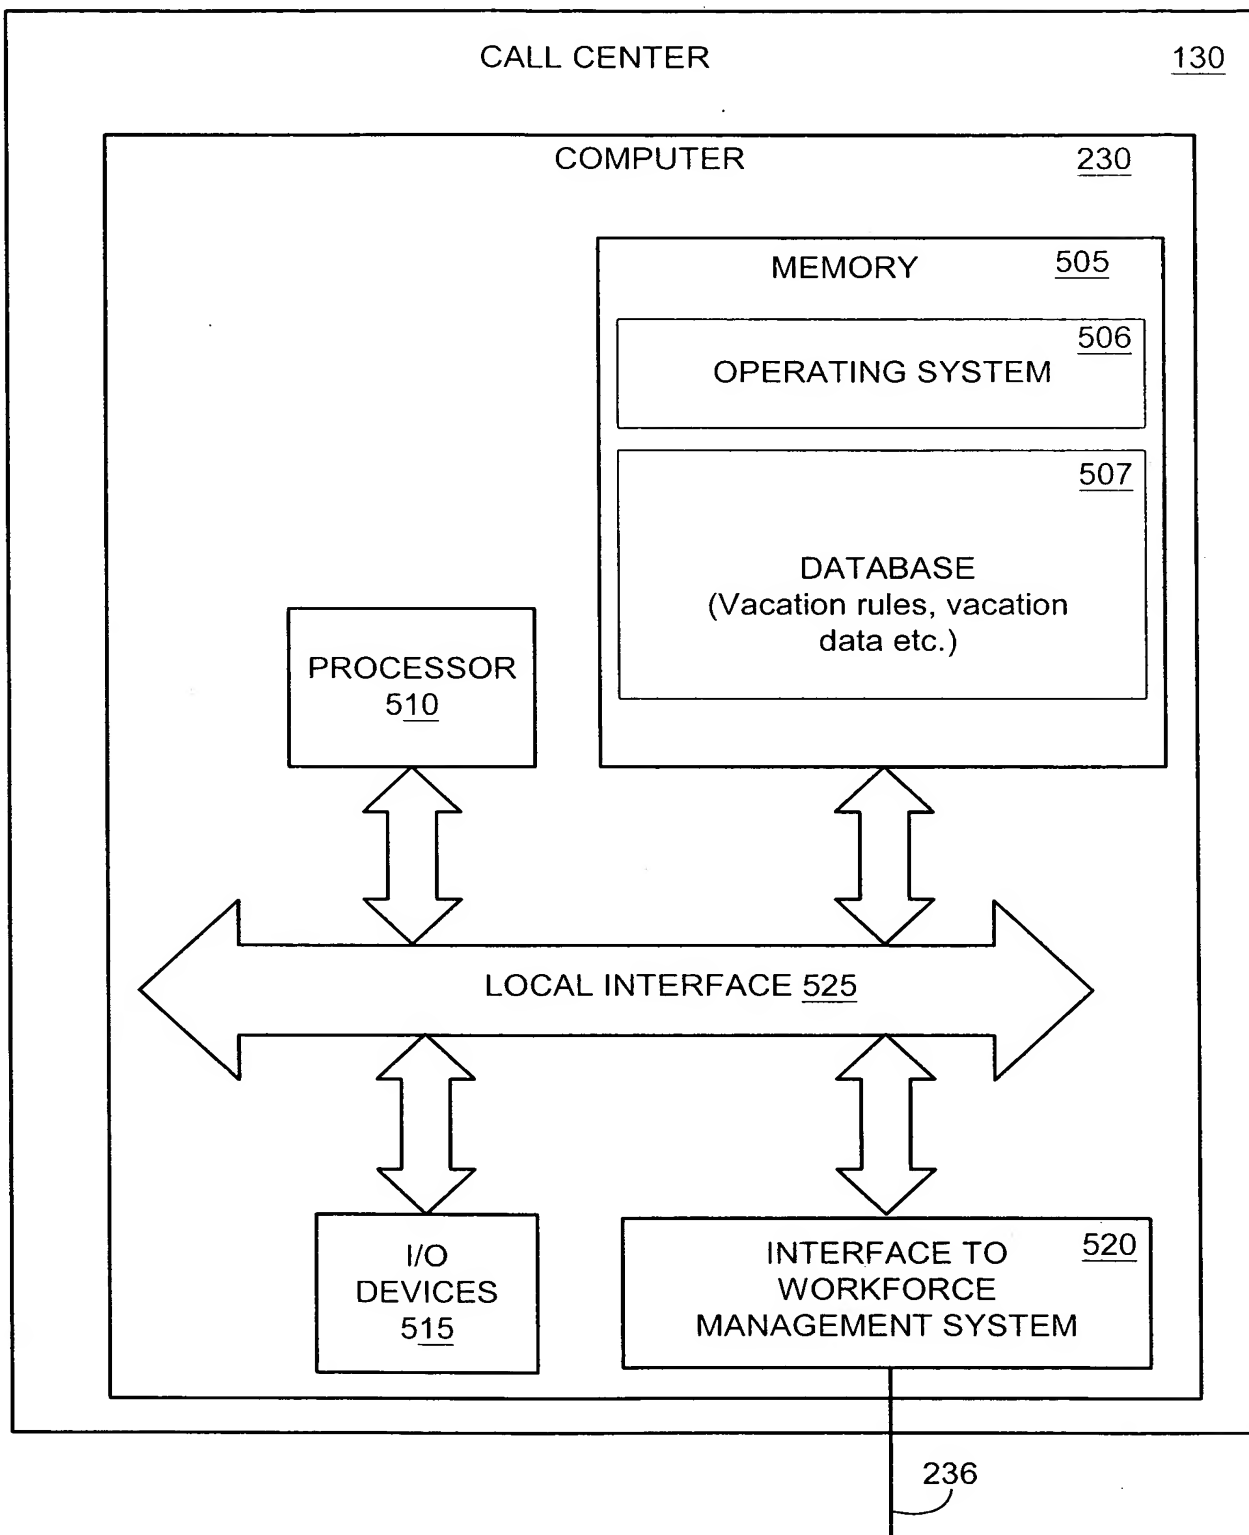 CALL CENTER 130
COMPUTER 230
MEMORY 505
506
OPERATING SYSTEM
507
DATABASE
(Vacation rules, vacation
data etc.)
PROCESSOR
510
LOCAL INTERFACE 525
I/O
DEVICES
515
520
INTERFACE TO
WORKFORCE
MANAGEMENT SYSTEM
236